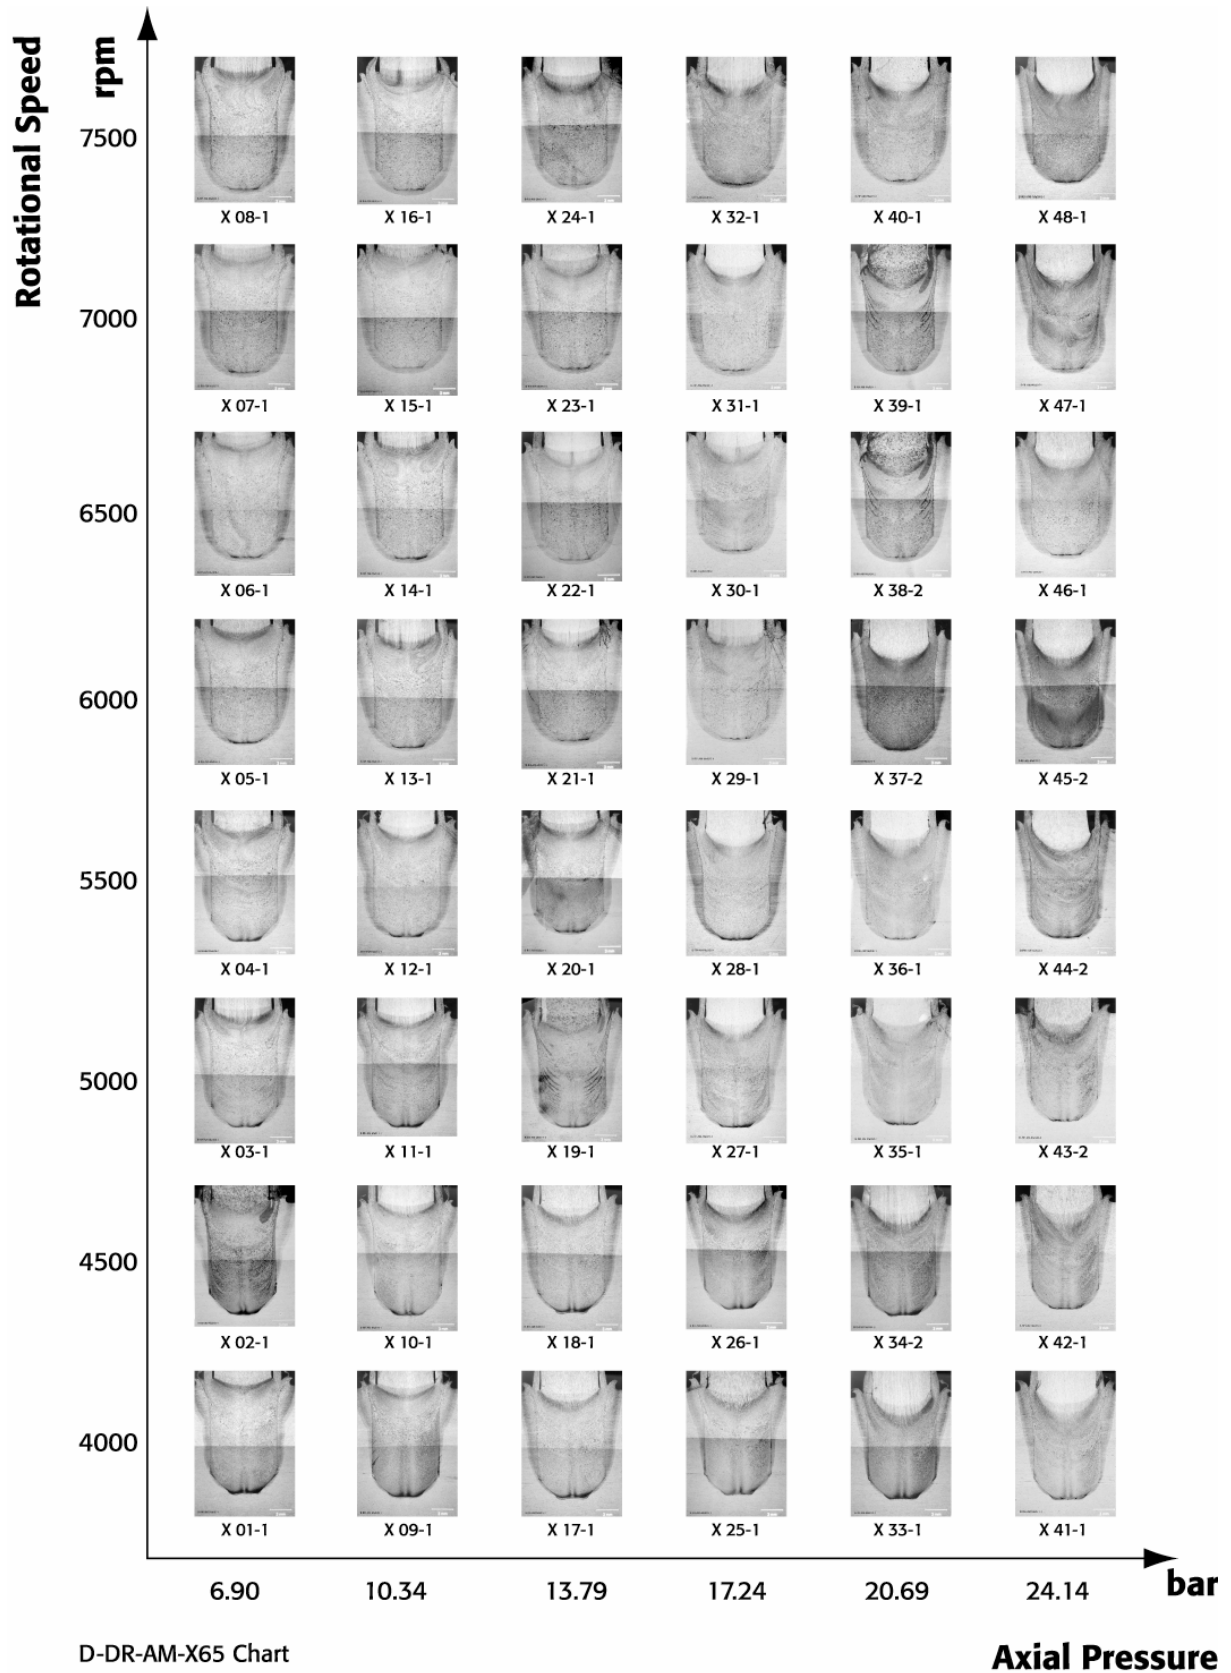 Rotational Speed
rpm
7500
X 08-1 X 16-1 X 24-1 X 32-1 X 40-1 X 48-1
7000
X 07-1 X 15-1 X 23-1 X 31-1 X 39-1 X 47-1
6500
X 06-1 X 14-1 X 22-1 X 30-1 X 38-2 X 46-1
6000
X 05-1 X 13-1 X 21-1 X 29-1 X 37-2 X 45-2
5500
X 04-1 X 12-1 X 20-1 X 28-1 X 36-1 X 44-2
5000
X 03-1 X 11-1 X 19-1 X 27-1 X 35-1 X 43-2
4500
X 02-1 X 10-1 X 18-1 X 26-1 X 34-2 X 42-1
4000
X 01-1 X 09-1 X 17-1 X 25-1 X 33-1 X 41-1
6.90 10.34 13.79 17.24 20.69 24.14 bar
D-DR-AM-X65 Chart
Axial Pressure